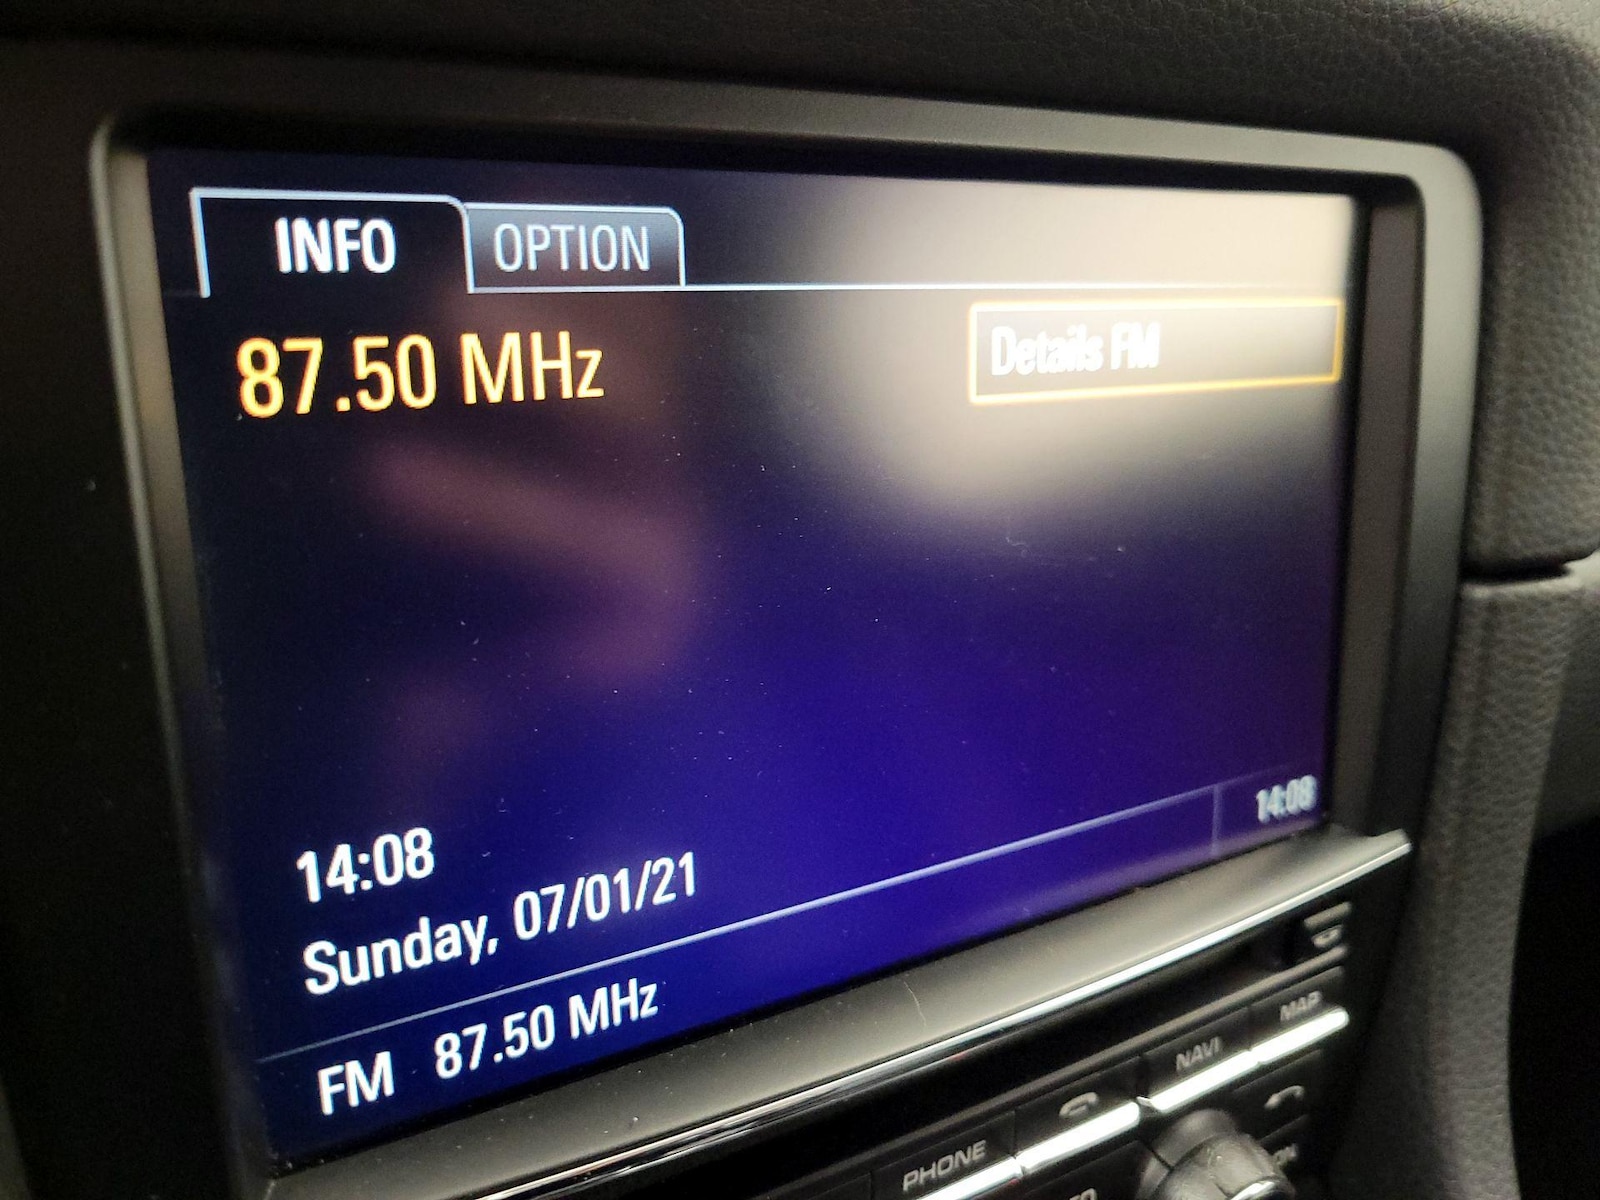 INFO OPTION
87.50 MHz
Details FM
14:08
Sunday, 07/01/21
14:08
FM 87.50 MHz
MAP
NAVI
PHONE